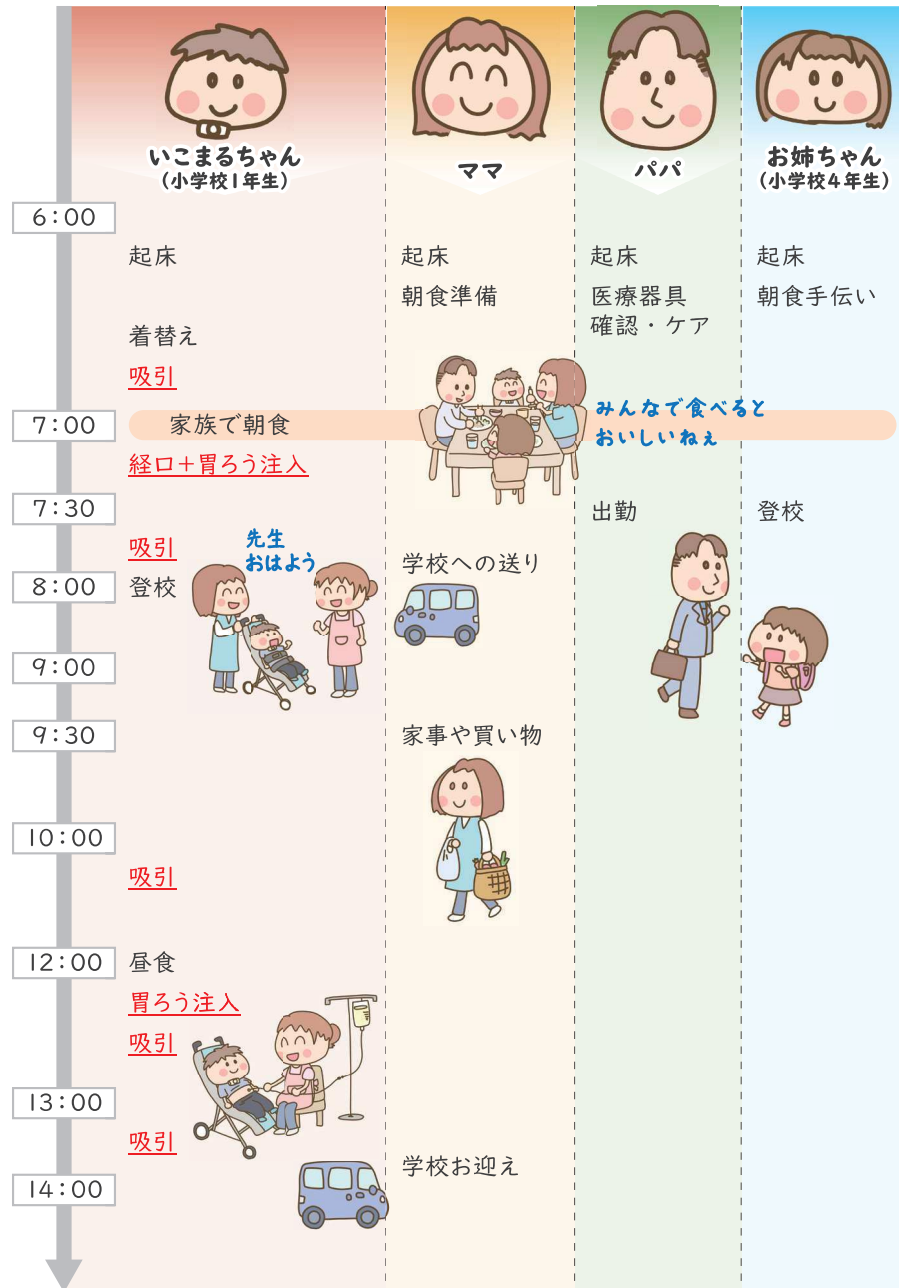 いこまるちゃん
(小学校1年生)
ママ
パパ
お姉ちゃん
(小学校4年生)
6:00
起床
起床
起床
起床
朝食準備
医療器具
確認・ケア
朝食手伝い
着替え
吸引
7:00
家族で朝食
みんなで食べると
おいしいねぇ
経口+胃ろう注入
7:30
出勤
登校
吸引
先生
おはよう
学校への送り
8:00
登校
9:00
9:30
家事や買い物
10:00
吸引
12:00
昼食
胃ろう注入
吸引
13:00
吸引
学校お迎え
14:00